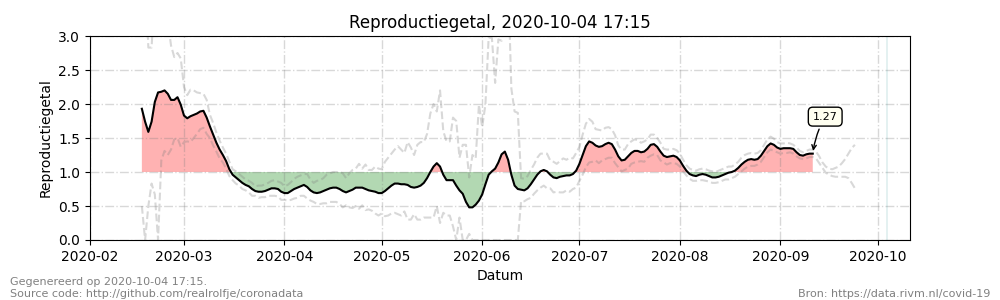 Reproductiegetal, 2020-10-04 17:15
3.0
2.5
2.0
1.5
1.0
0.5
0.0
Reproductiegetal
1.27
2020-02 2020-03 2020-04 2020-05 2020-06 2020-07 2020-08 2020-09 2020-10
Datum
Gegenereerd op 2020-10-04 17:15.
Source code: http://github.com/realrolfje/coronadata
Bron: https://data.rivm.nl/covid-19